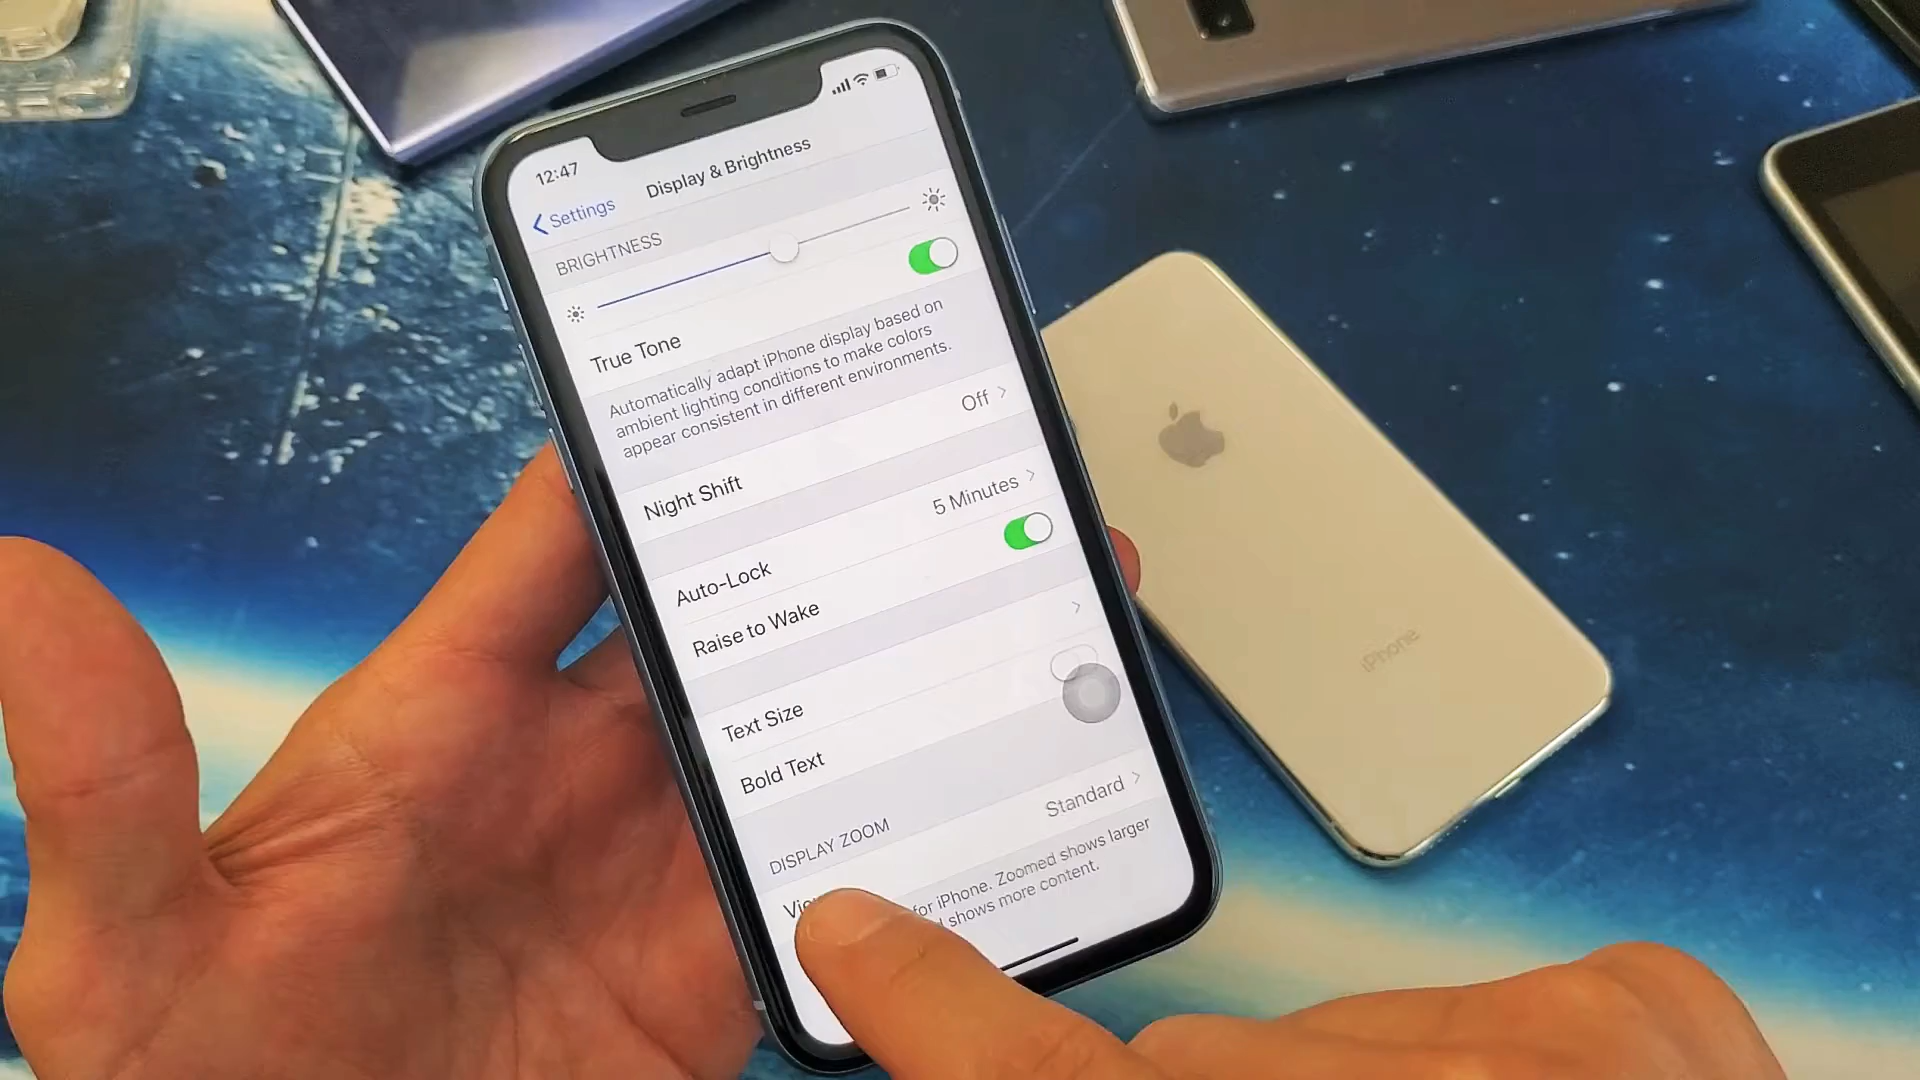 12:47
Settings
Display & Brightness
BRIGHTNESS
True Tone
Automatically adapt iPhone display based on
ambient lighting conditions to make colors
appear consistent in different environments.
Night Shift Off
Auto-Lock 5 Minutes
Raise to Wake
Text Size
Bold Text
DISPLAY ZOOM
Standard
for iPhone. Zoomed shows larger
shows more content.
iPhone